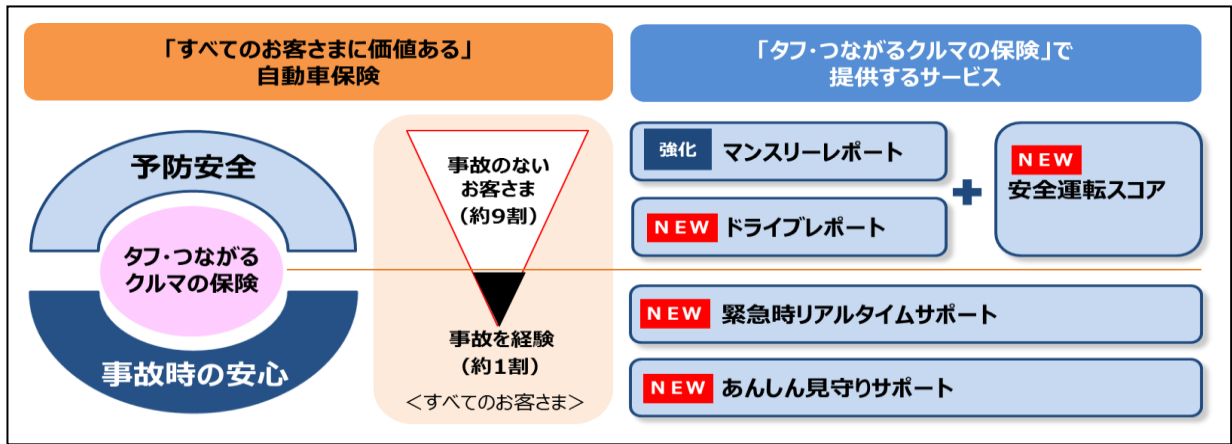 「すべてのお客さまに価値ある」
自動車保険
予防安全
タフ・つながる
クルマの保険
事故時の安心
事故のない
お客さま
（約9割）
事故を経験
（約1割）
＜すべてのお客さま＞
「タフ・つながるクルマの保険」で
提供するサービス
強化 マンスリーレポート
NEW ドライブレポート
+
NEW
安全運転スコア
NEW 緊急時リアルタイムサポート
NEW あんしん見守りサポート